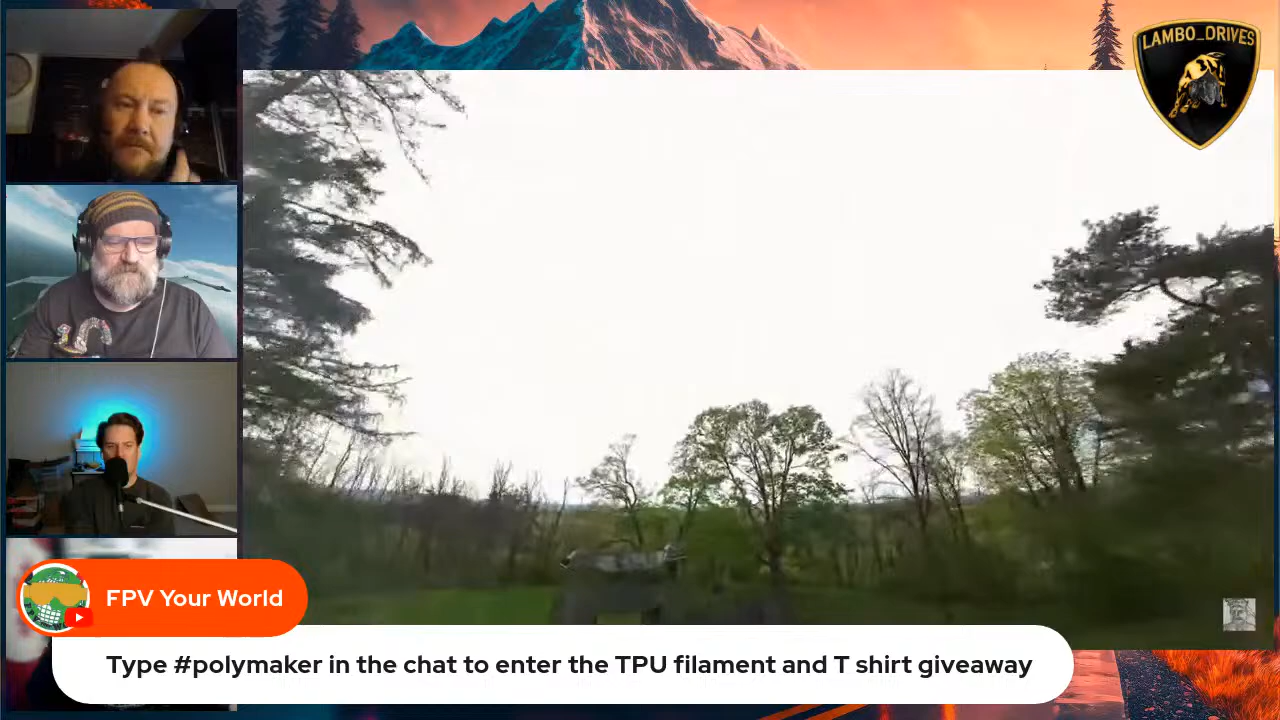 LAMBO_DRIVES
FPV Your World
Type #polymaker in the chat to enter the TPU filament and T shirt giveaway